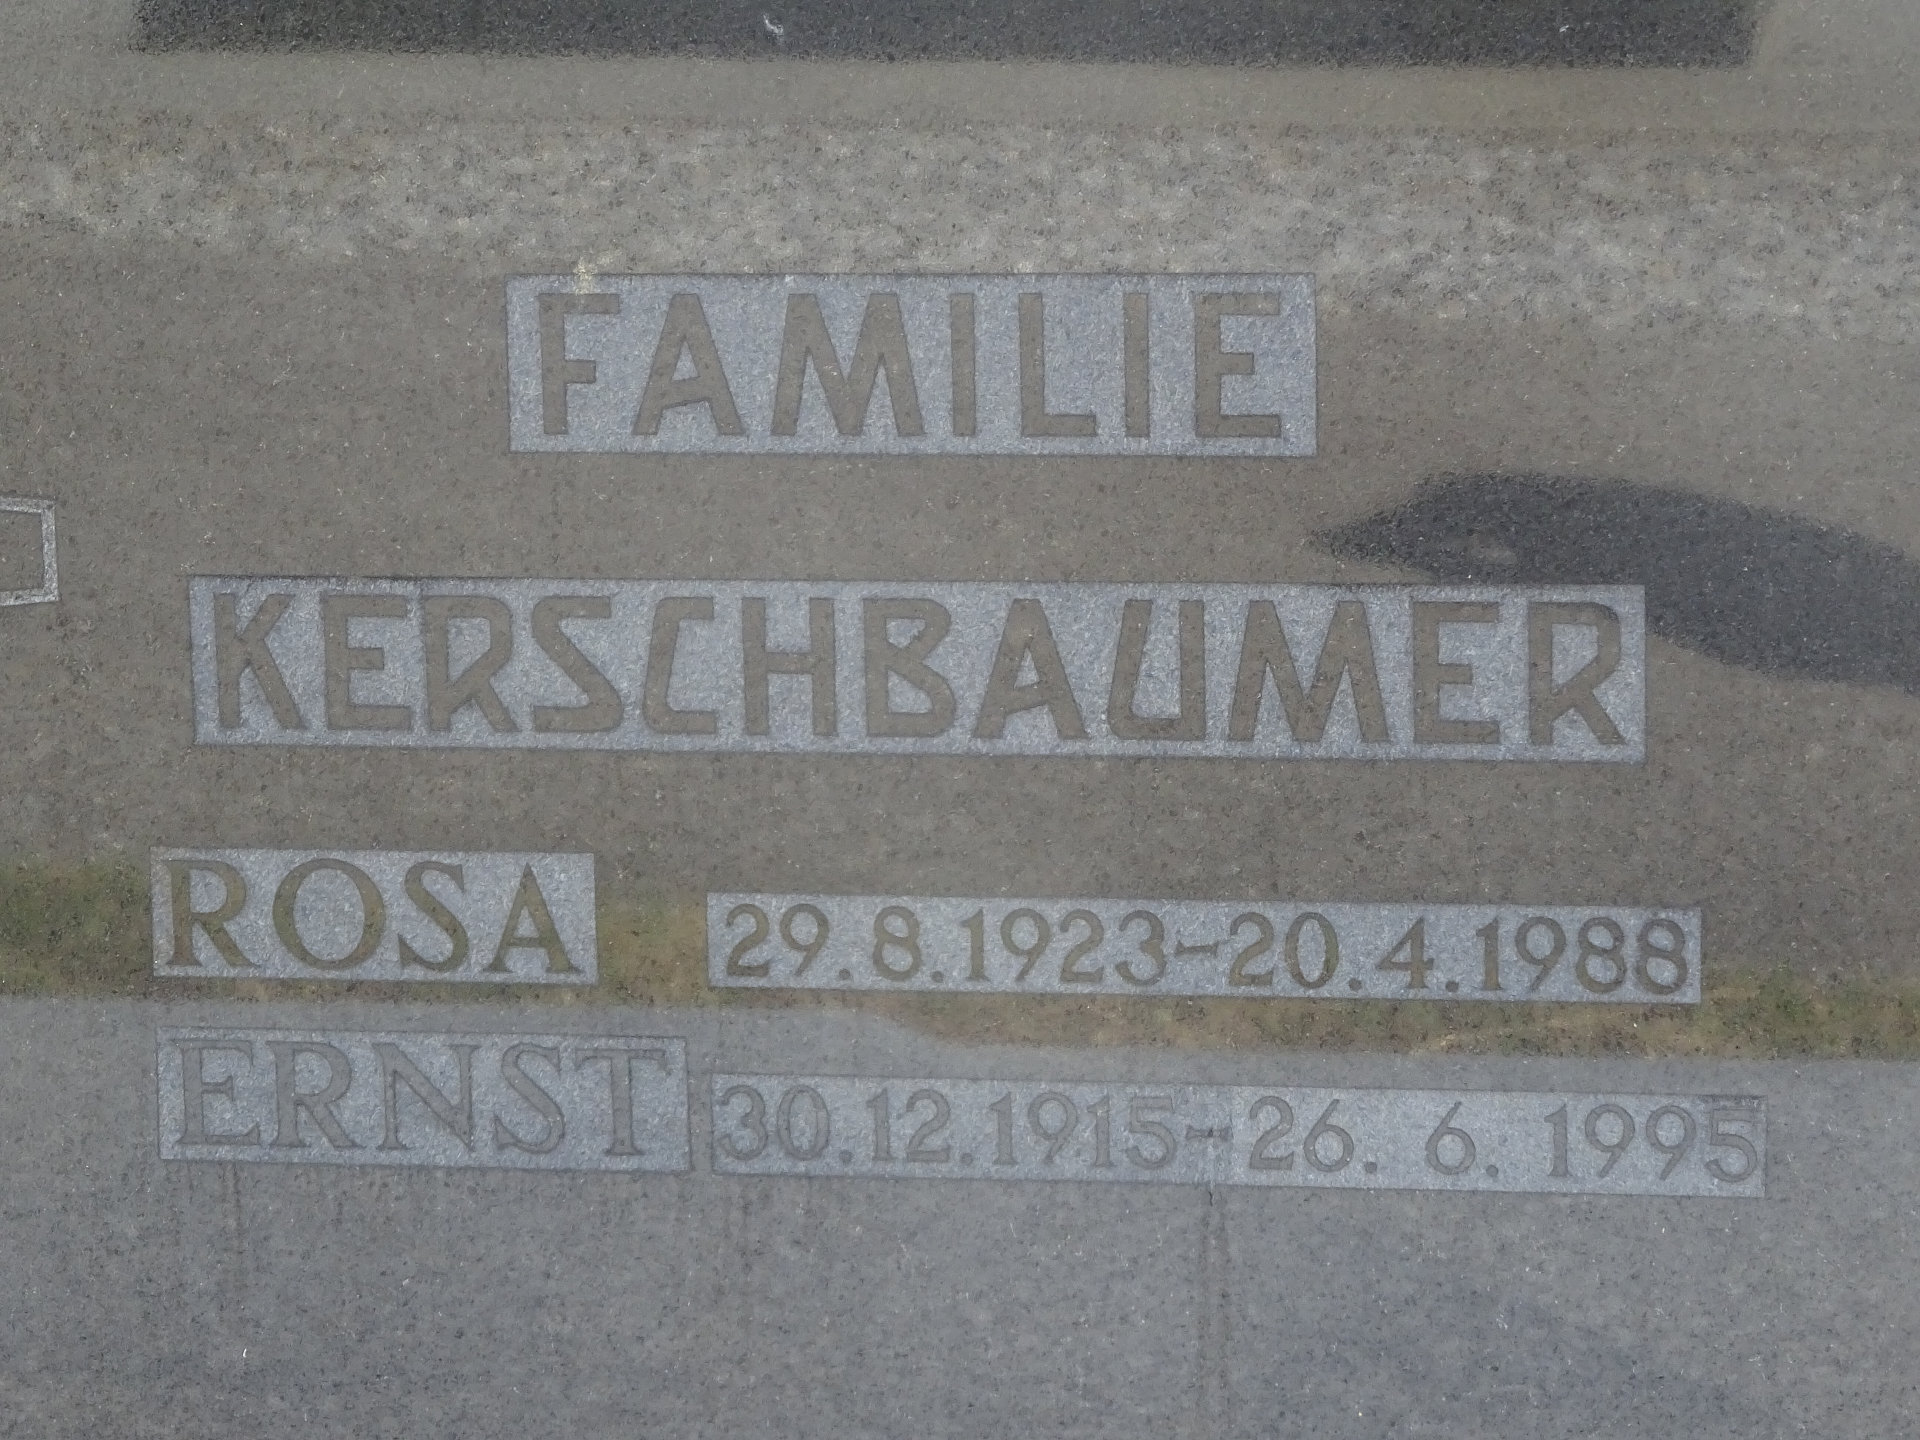 FAMILIE
KERSCHBAUMER
ROSA 29.8.1923-20.4.1988
ERNST 30.12.1915-26.6.1995